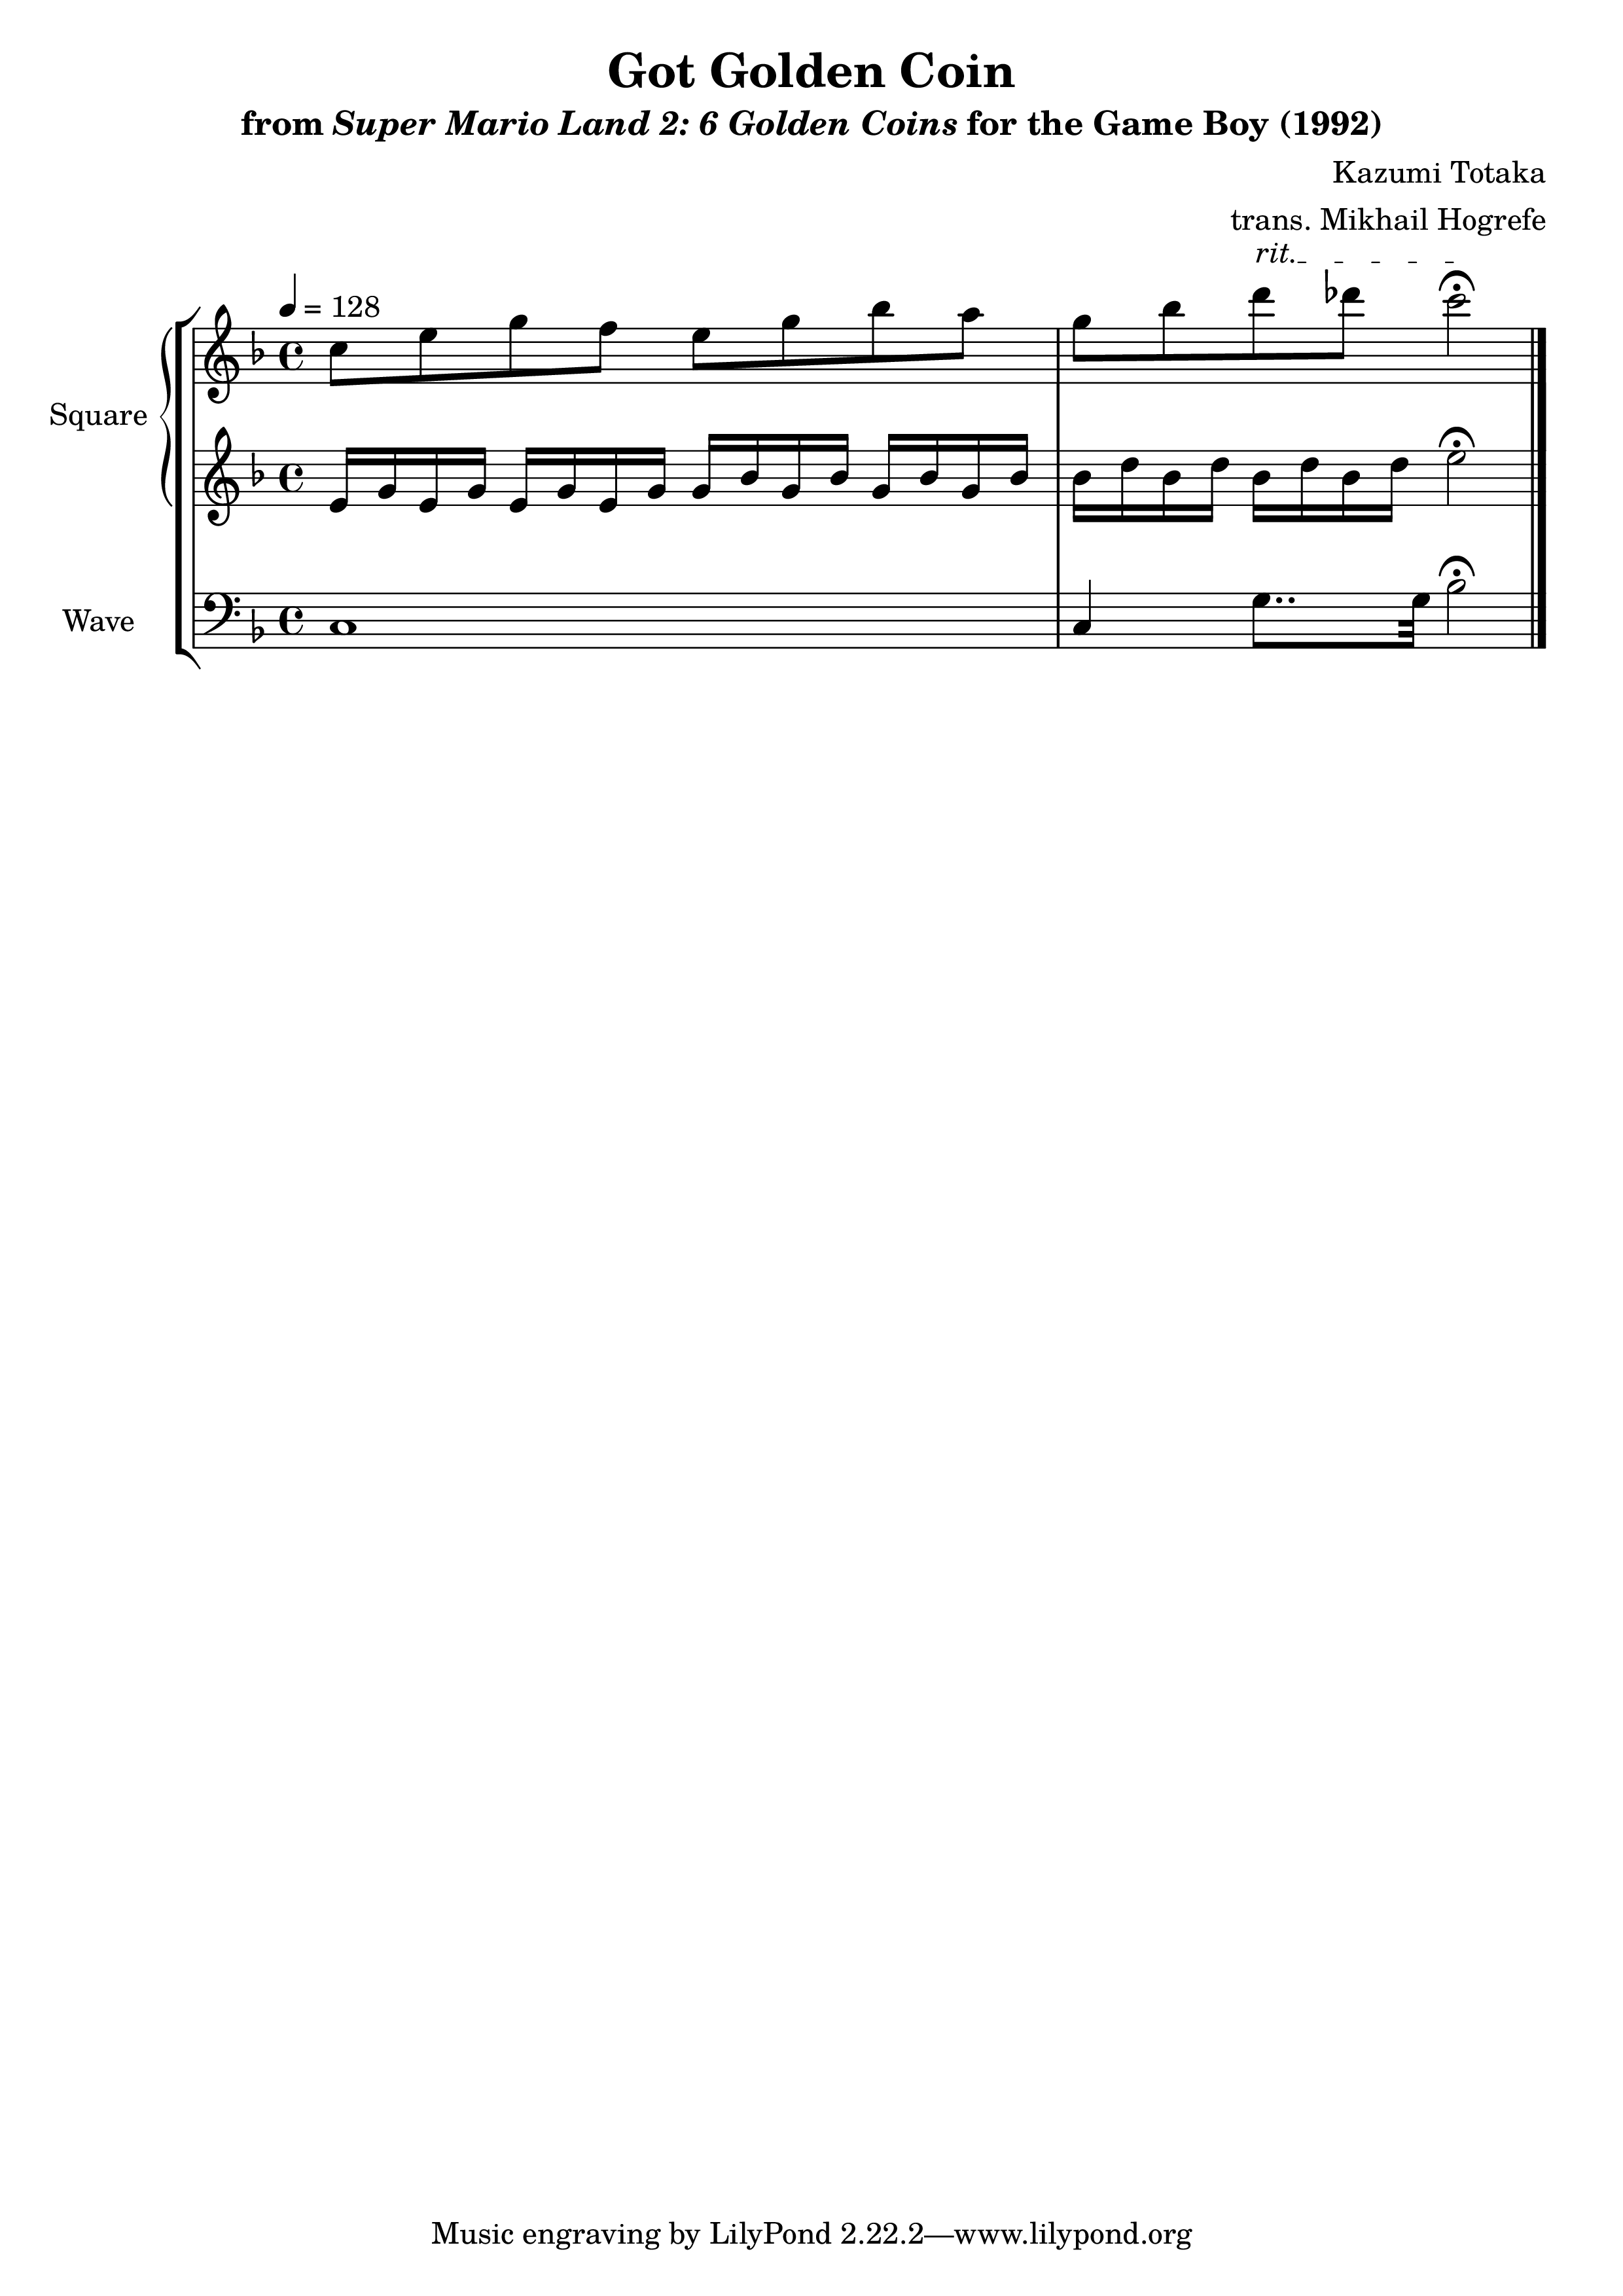 Got Golden Coin
from Super Mario Land 2: 6 Golden Coins for the Game Boy (1992)
Kazumi Totaka
trans. Mikhail Hogrefe
rit.
= 128
Square
Wave
Music engraving by LilyPond 2.22.2—www.lilypond.org